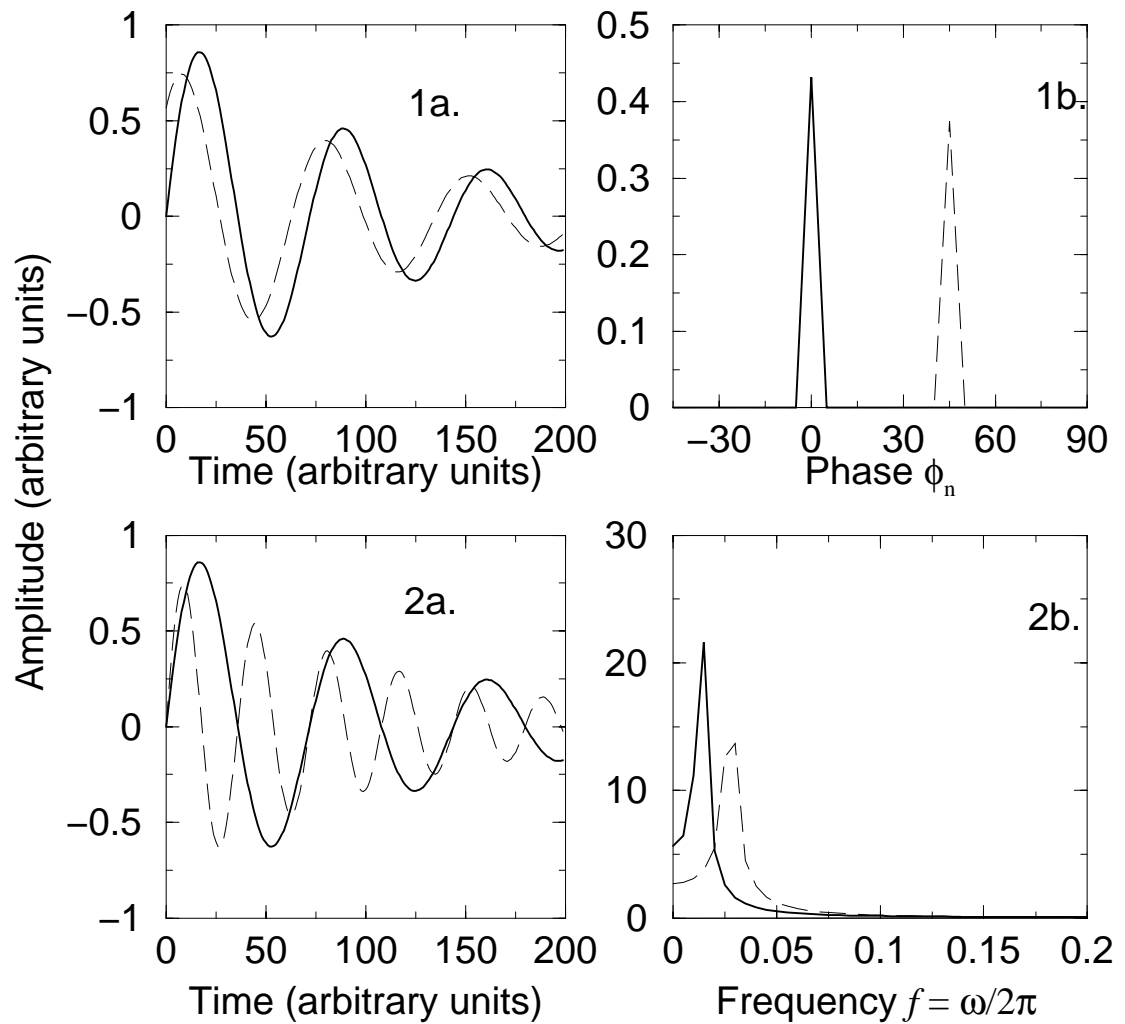 1
0.5
0
−0.5
−1
0 50 100 150 200
Time (arbitrary units)
1a.
0.5
0.4
0.3
0.2
0.1
0
−30 0 30 60 90
Phase ϕn
1b.
Amplitude (arbitrary units)
1
0.5
0
−0.5
−1
0 50 100 150 200
Time (arbitrary units)
2a.
30
20
10
0
0 0.05 0.1 0.15 0.2
Frequency f = ω/2π
2b.